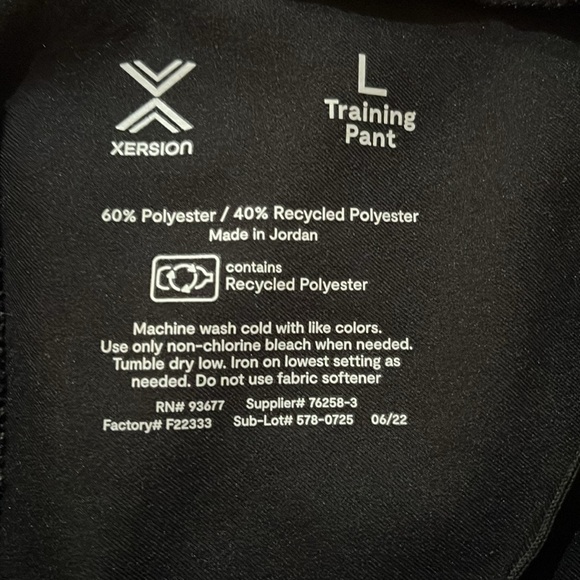 XERSION
L
Training
Pant
60% Polyester / 40% Recycled Polyester
Made in Jordan
contains
Recycled Polyester
Machine wash cold with like colors.
Use only non-chlorine bleach when needed.
Tumble dry low. Iron on lowest setting as
needed. Do not use fabric softener
RN# 93677 Supplier# 76258-3
Factory# F22333 Sub-Lot# 578-0725 06/22